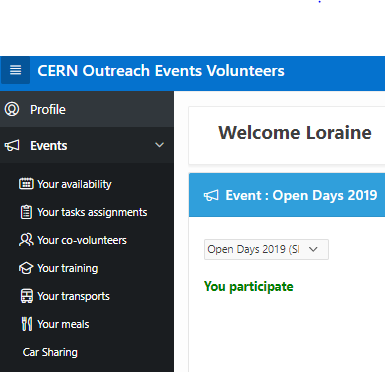 CERN Outreach Events Volunteers
Profile
Welcome Loraine
Events
Your availability
Event : Open Days 2019
Your tasks assignments
Your co-volunteers
Open Days 2019 (SI
Your training
You participate
Your transports
Your meals
Car Sharing